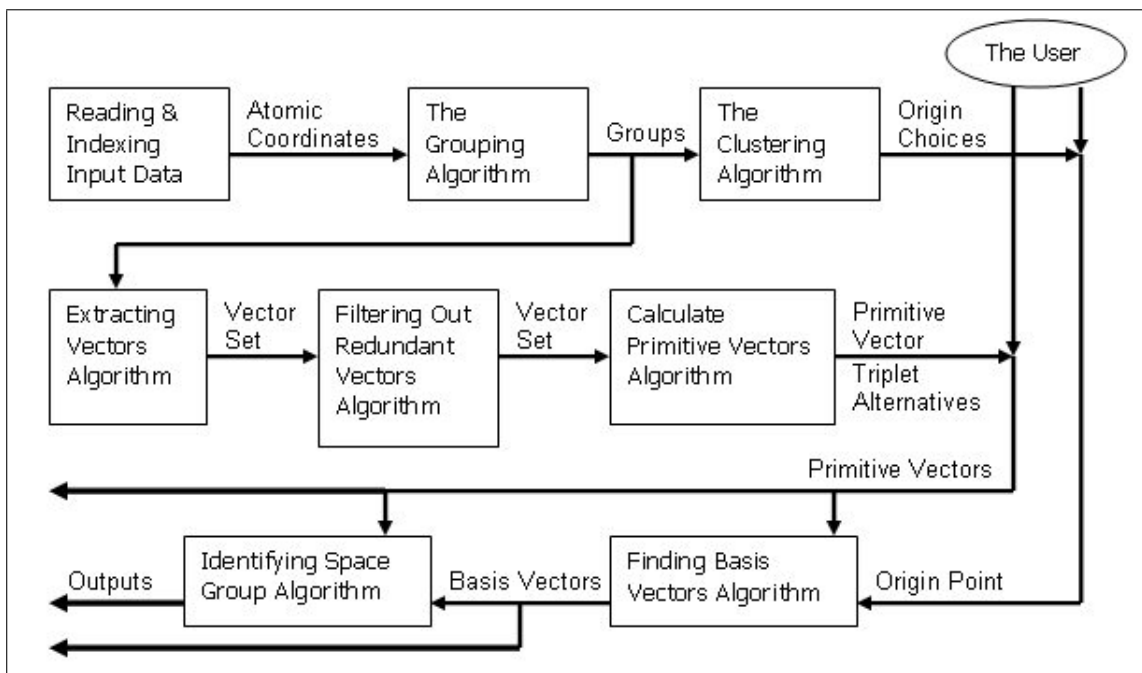 The User
Reading &
Indexing
Input Data
Atomic
Coordinates
The
Grouping
Algorithm
Groups
The
Clustering
Algorithm
Origin
Choices
Extracting
Vectors
Algorithm
Vector
Set
Filtering Out
Redundant
Vectors
Algorithm
Vector
Set
Calculate
Primitive Vectors
Algorithm
Primitive
Vector
Triplet
Alternatives
Primitive Vectors
Outputs
Identifying Space
Group Algorithm
Basis Vectors
Finding Basis
Vectors Algorithm
Origin Point